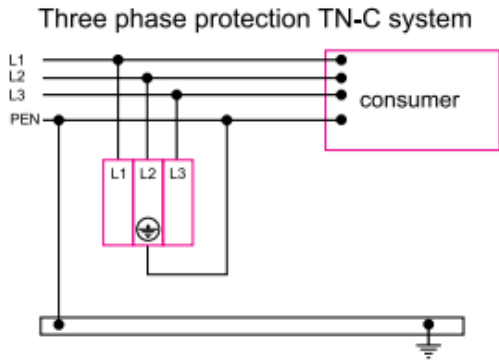 Three phase protection TN-C system
L1
L2
L3
PEN
consumer
L1 L2 L3